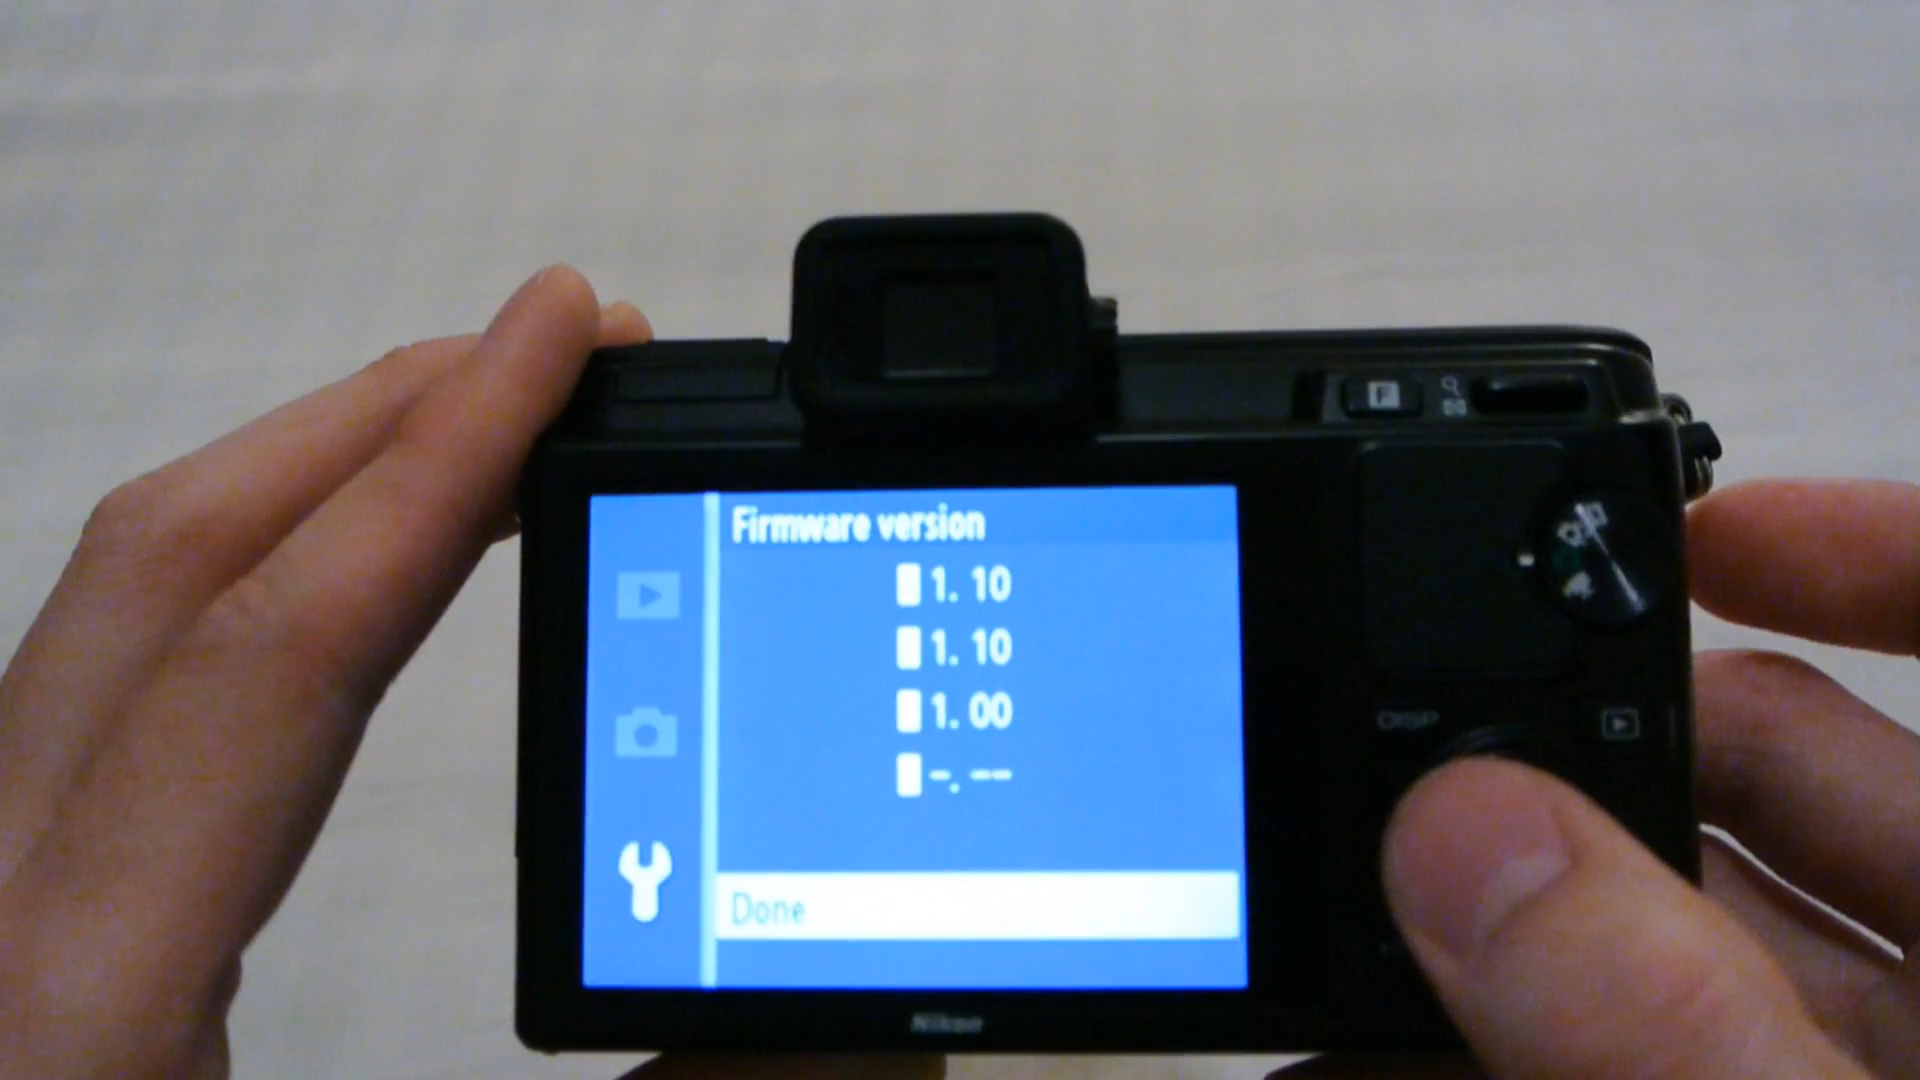 F
Firmware version
1. 10
1. 10
1. 00
-. --
DISP
Done
Nikon